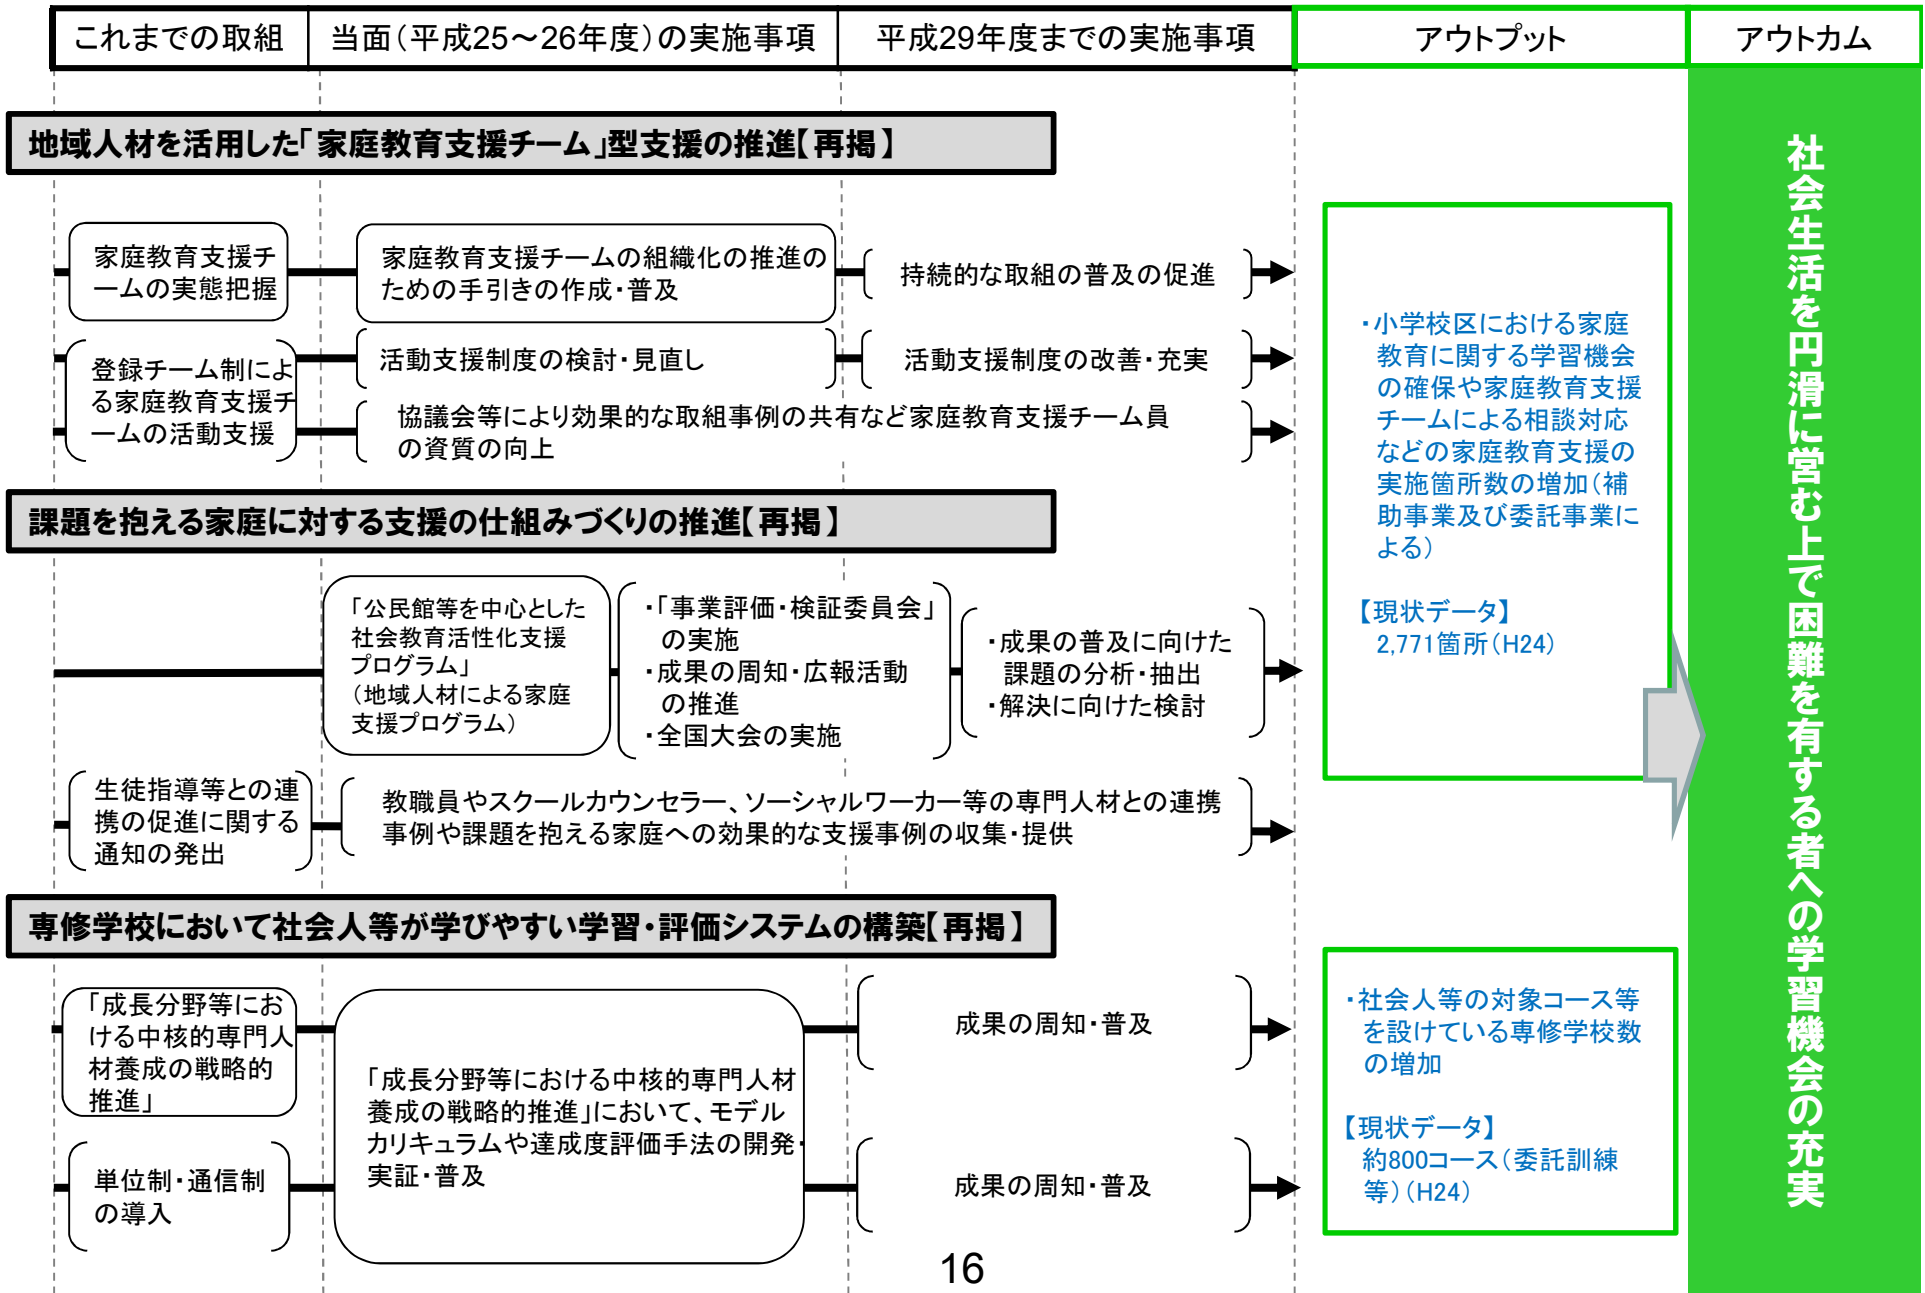 これまでの取組
当面(平成25～26年度)の実施事項
平成29年度までの実施事項
アウトプット
アウトカム
地域人材を活用した「家庭教育支援チーム」型支援の推進【再掲】
家庭教育支援チ
ームの実態把握
家庭教育支援チームの組織化の推進の
ための手引きの作成・普及
持続的な取組の普及の促進
登録チーム制によ
る家庭教育支援チ
ームの活動支援
活動支援制度の検討・見直し
活動支援制度の改善・充実
協議会等により効果的な取組事例の共有など家庭教育支援チーム員
の資質の向上
・小学校区における家庭
教育に関する学習機会
の確保や家庭教育支援
チームによる相談対応
などの家庭教育支援の
実施箇所数の増加(補
助事業及び委託事業に
よる)
【現状データ】
2,771箇所(H24)
課題を抱える家庭に対する支援の仕組みづくりの推進【再掲】
「公民館等を中心とした
社会教育活性化支援
プログラム」
(地域人材による家庭
支援プログラム)
・「事業評価・検証委員会」
の実施
・成果の周知・広報活動
の推進
・全国大会の実施
・成果の普及に向けた
課題の分析・抽出
・解決に向けた検討
生徒指導等との連
携の促進に関する
通知の発出
教職員やスクールカウンセラー、ソーシャルワーカー等の専門人材との連携
事例や課題を抱える家庭への効果的な支援事例の収集・提供
専修学校において社会人等が学びやすい学習・評価システムの構築【再掲】
「成長分野等にお
ける中核的専門人
材養成の戦略的
推進」
単位制・通信制
の導入
「成長分野等における中核的専門人材
養成の戦略的推進」において、モデル
カリキュラムや達成度評価手法の開発・
実証・普及
成果の周知・普及
成果の周知・普及
・社会人等の対象コース等
を設けている専修学校数
の増加
【現状データ】
約800コース(委託訓練
等)(H24)
社会生活を円滑に営む上で困難を有する者への学習機会の充実
16